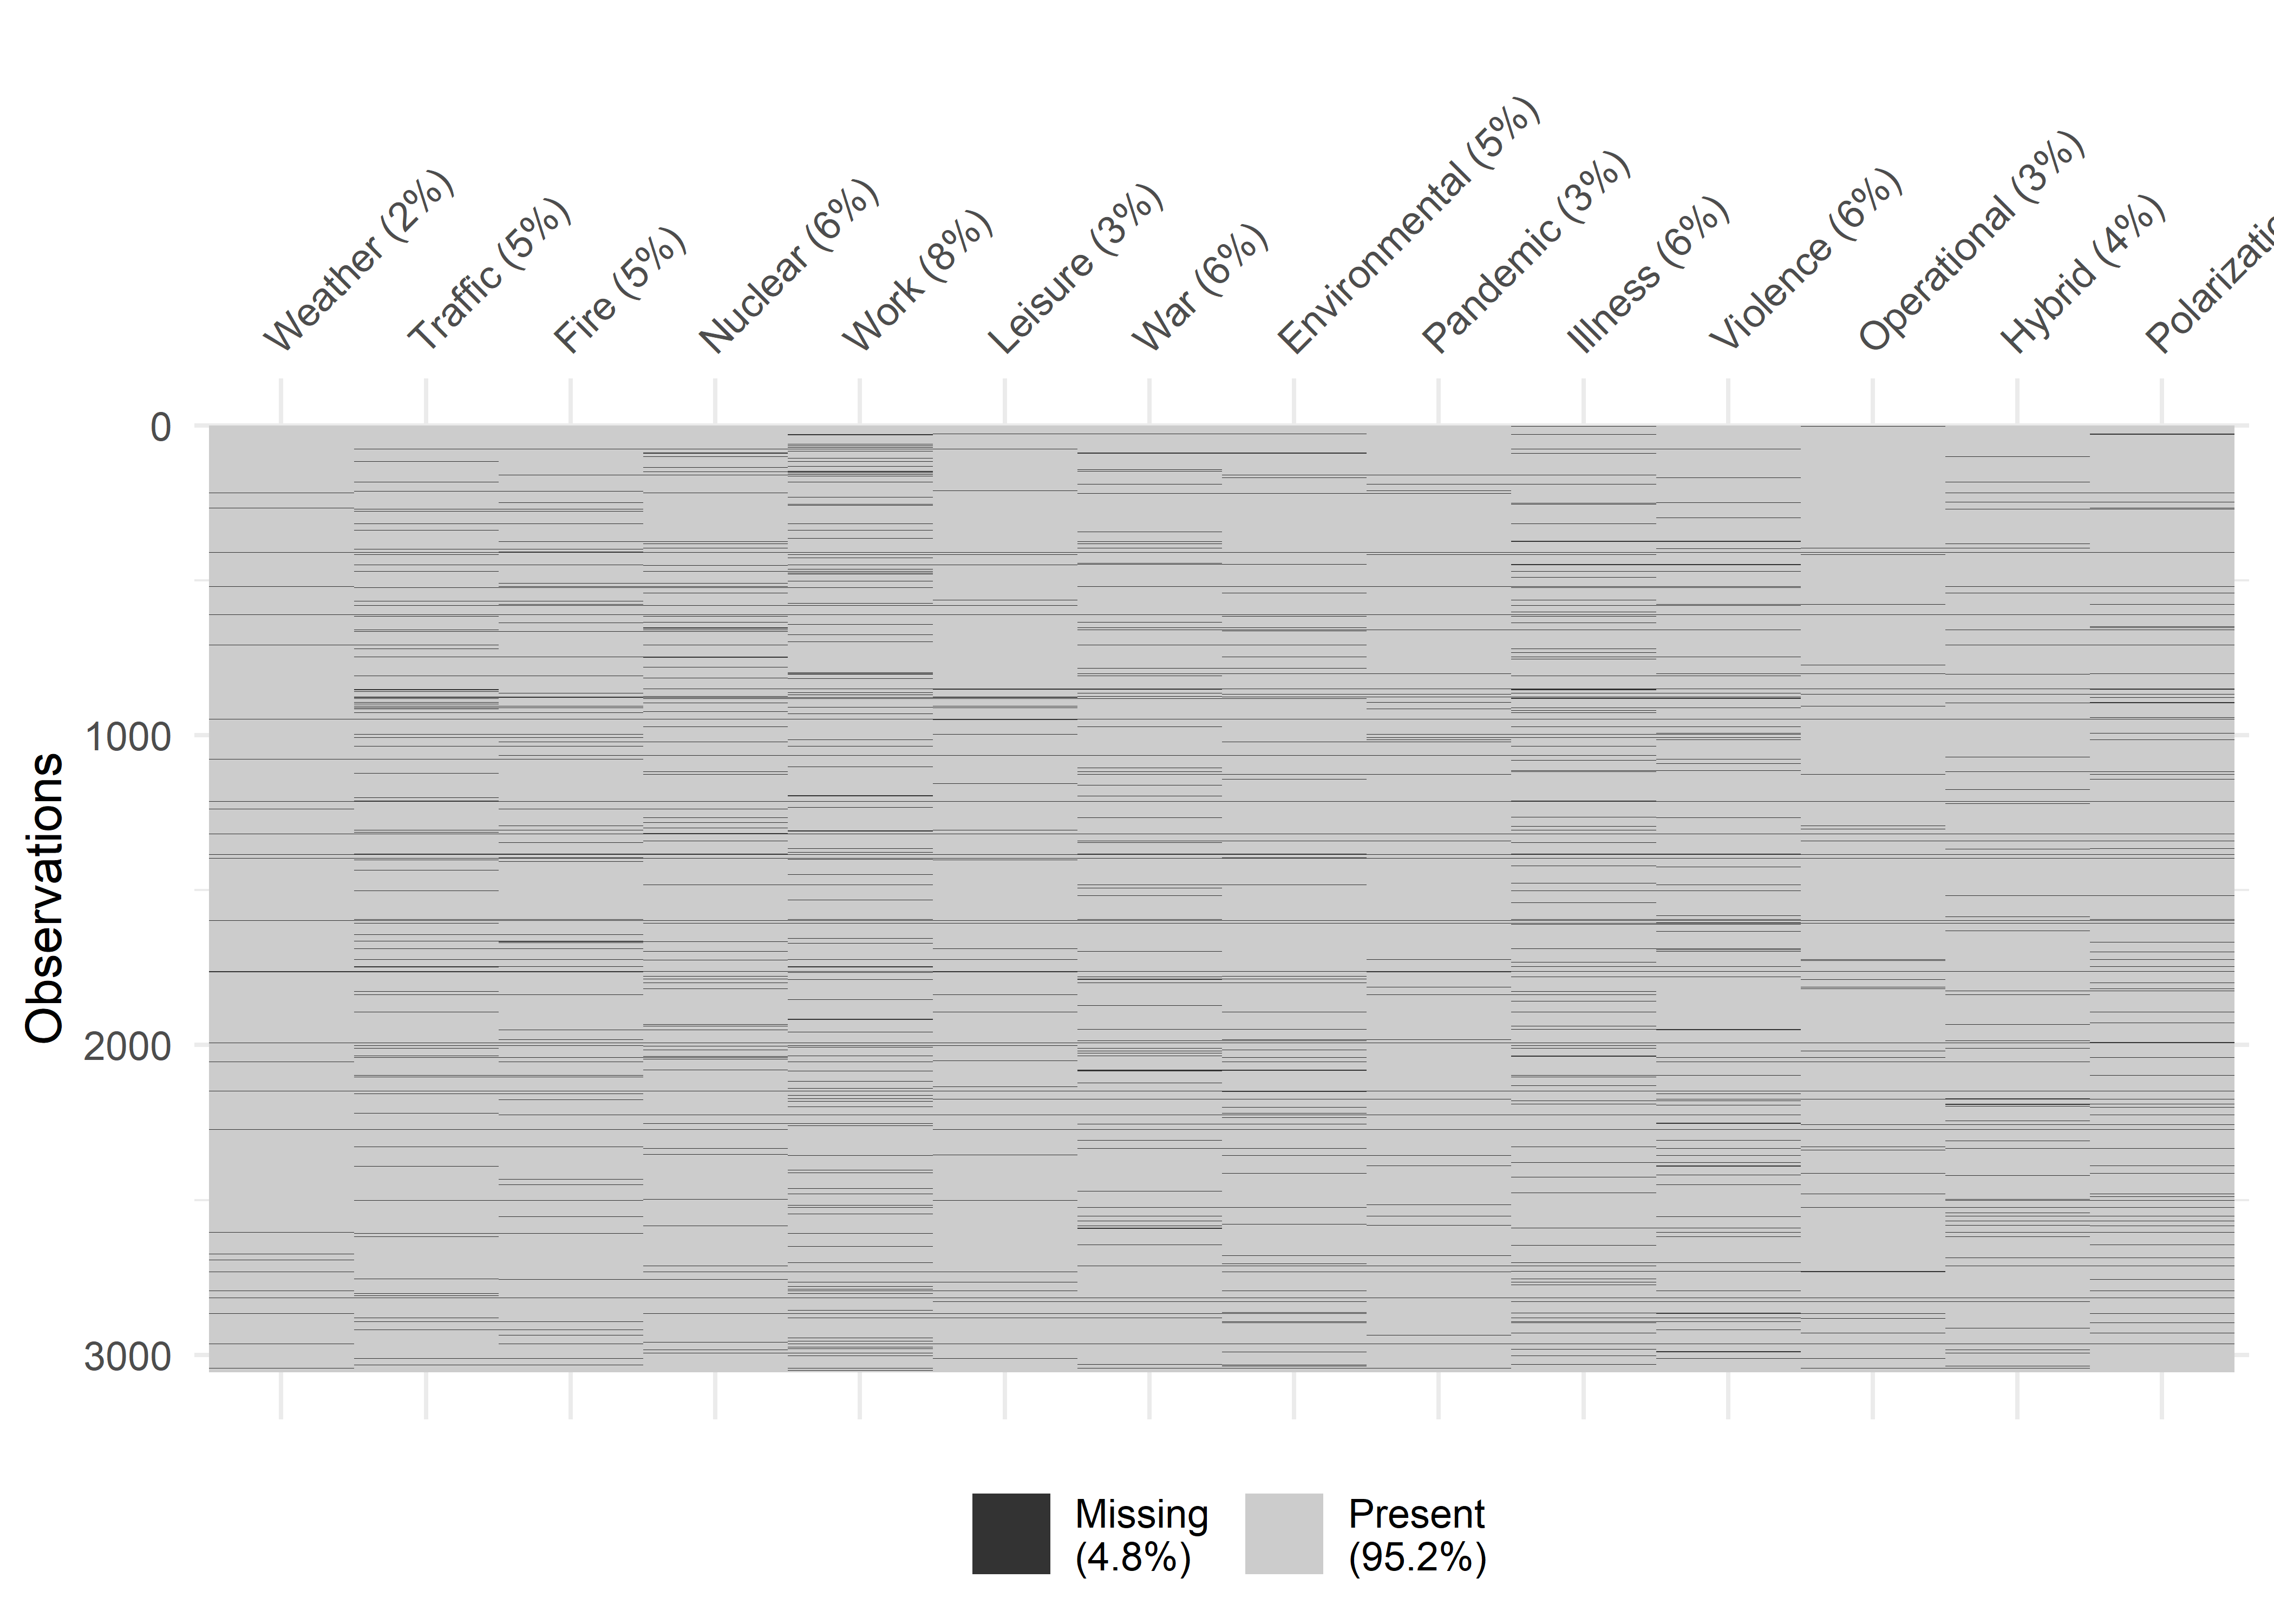 Weather (2%)
Traffic (5%)
Fire (5%)
Nuclear (6%)
Work (8%)
Leisure (3%)
War (6%)
Environmental (5%)
Pandemic (3%)
Illness (6%)
Violence (6%)
Operational (3%)
Hybrid (4%)
Polarizatio
0
1000
2000
3000
Observations
Missing
(4.8%)
Present
(95.2%)